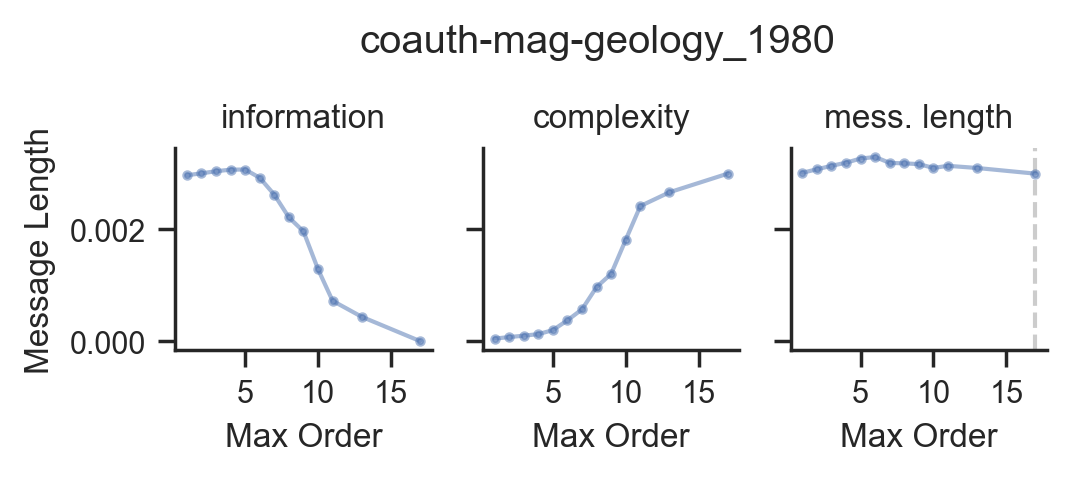 coauth-mag-geology_1980
information
complexity
mess. length
Message Length
0.002
0.000
5 10 15
5 10 15
5 10 15
Max Order
Max Order
Max Order